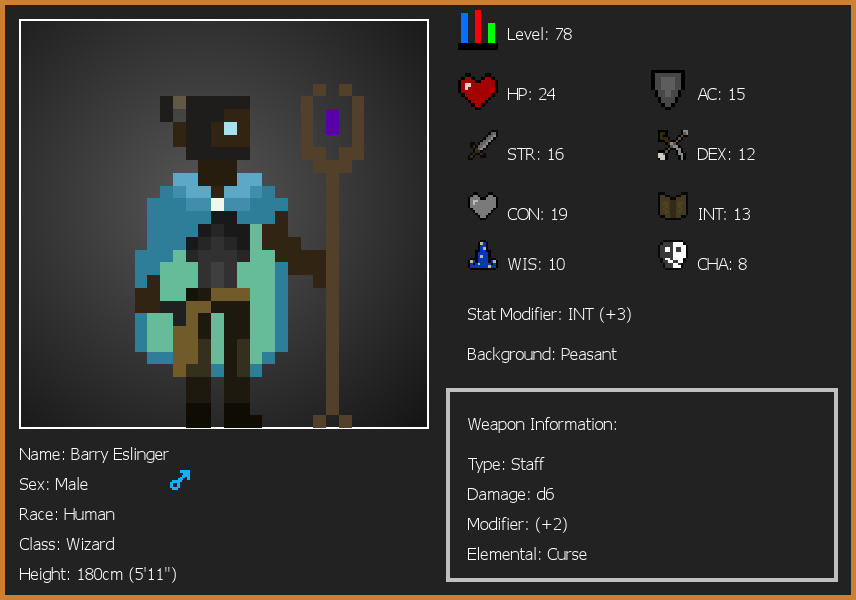 Level: 78
HP: 24
AC: 15
STR: 16
DEX: 12
CON: 19
INT: 13
WIS: 10
CHA: 8
Stat Modifier: INT (+3)
Background: Peasant
Weapon Information:
Type: Staff
Damage: d6
Modifier: (+2)
Elemental: Curse
Name: Barry Eslinger
Sex: Male
Race: Human
Class: Wizard
Height: 180cm (5'11")